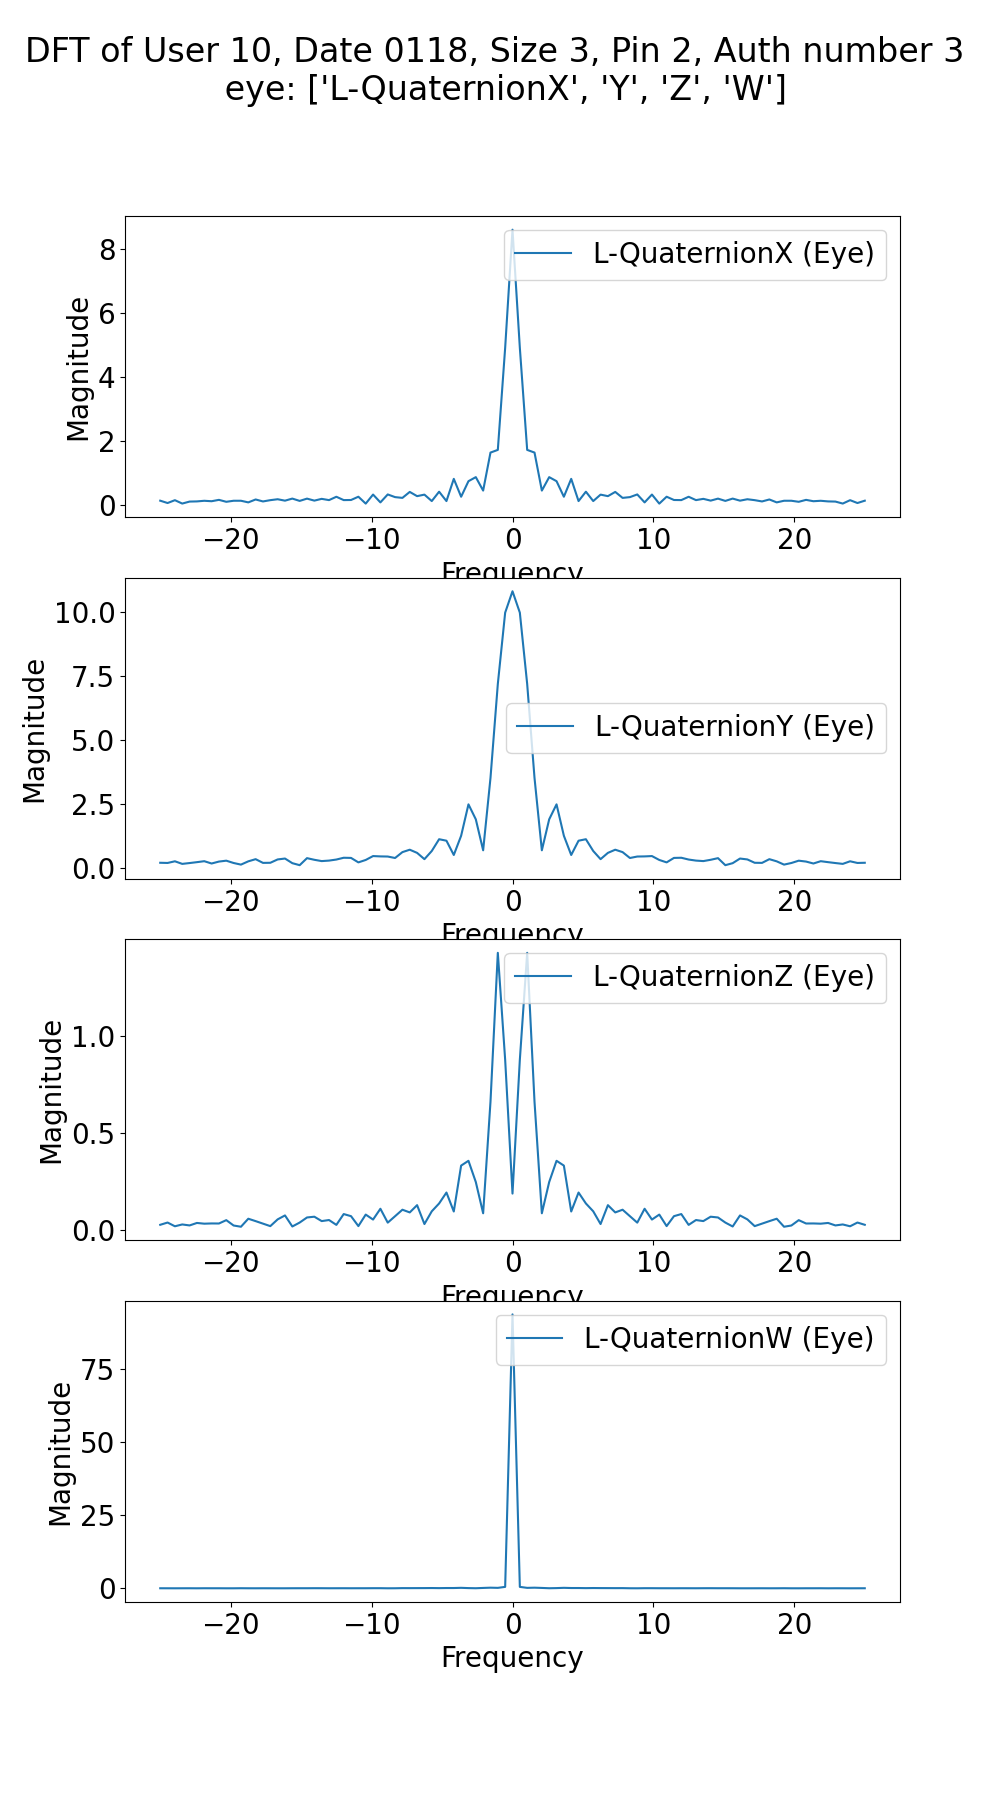 DFT of User 10, Date 0118, Size 3, Pin 2, Auth number 3
eye: ['L-QuaternionX', 'Y', 'Z', 'W']
L-QuaternionX (Eye)
Magnitude
8
6
4
2
0
−20 −10 0 10 20
Frequency
L-QuaternionY (Eye)
Magnitude
10.0
7.5
5.0
2.5
0.0
−20 −10 0 10 20
Frequency
L-QuaternionZ (Eye)
Magnitude
1.0
0.5
0.0
−20 −10 0 10 20
Frequency
L-QuaternionW (Eye)
Magnitude
75
50
25
0
−20 −10 0 10 20
Frequency